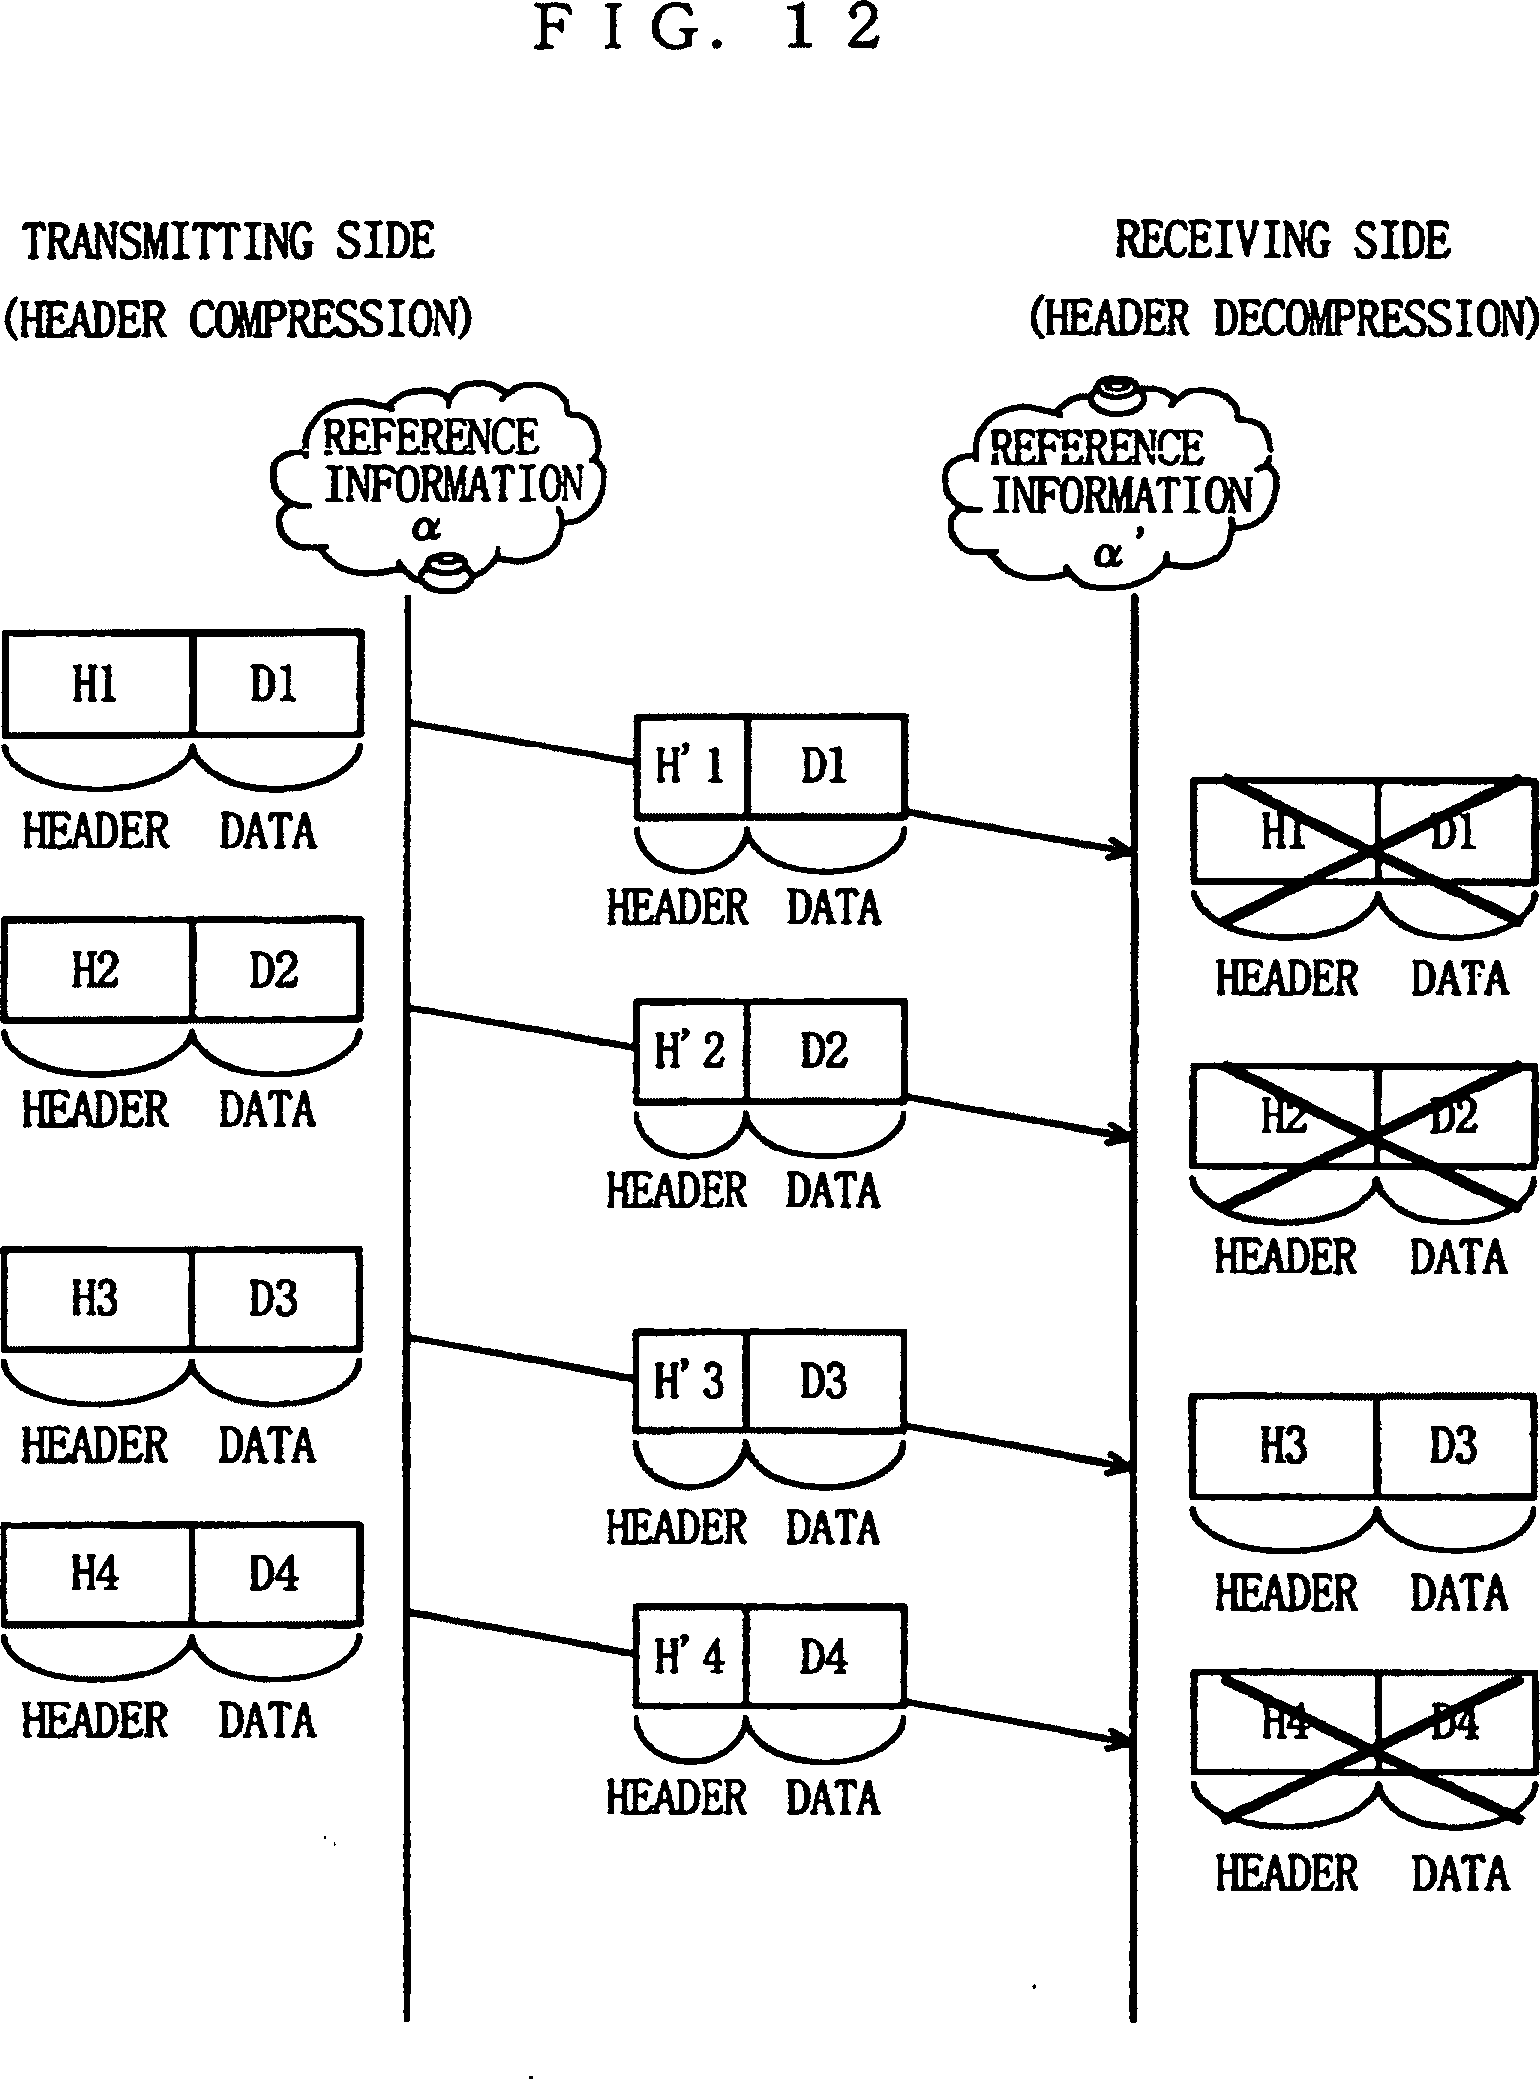 FIG. 12
TRANSMITTING SIDE
(HEADER COMPRESSION)
RECEIVING SIDE
(HEADER DECOMPRESSION)
REFERENCE
INFORMATION
α
REFERENCE
INFORMATION
α'
H1 D1
HEADER DATA
H'1 D1
HEADER DATA
H1 D1
HEADER DATA
H2 D2
HEADER DATA
H'2 D2
HEADER DATA
H2 D2
HEADER DATA
H3 D3
HEADER DATA
H'3 D3
HEADER DATA
H3 D3
HEADER DATA
H4 D4
HEADER DATA
H'4 D4
HEADER DATA
H4 D4
HEADER DATA